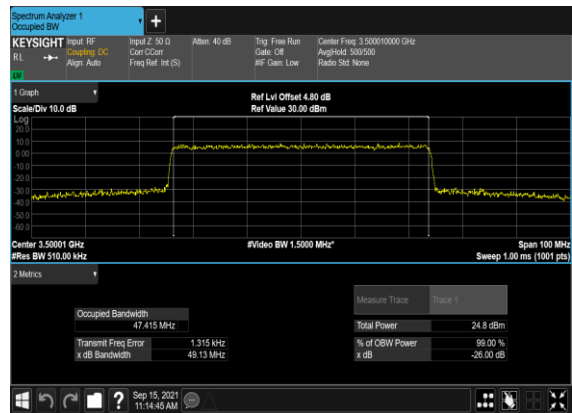 Spectrum Analyzer 1
Occupied BW
+
KEYSIGHT Input: RF Input Z: 50 Ω Atten: 40 dB Trig: Free Run Center Freq: 3.500010000 GHz
R L Coupling: DC Corr CCorr Gate: Off Avg|Hold: 500/500
Align: Auto Freq Ref: Int (S) #IF Gain: Low Radio Std: None
1 Graph
Ref Lvl Offset 4.80 dB
Scale/Div 10.0 dB Ref Value 30.00 dBm
Log
20.0
10.0
0.00
-10.0
-20.0
-30.0
-40.0
-50.0
-60.0
Center 3.50001 GHz #Video BW 1.5000 MHz* Span 100 MHz
#Res BW 510.00 kHz Sweep 1.00 ms (1001 pts)
2 Metrics
Measure Trace Trace 1
Occupied Bandwidth
47.415 MHz Total Power 24.8 dBm
Transmit Freq Error 1.315 kHz % of OBW Power 99.00 %
x dB Bandwidth 49.13 MHz x dB -26.00 dB
? Sep 15, 2021
11:14:45 AM